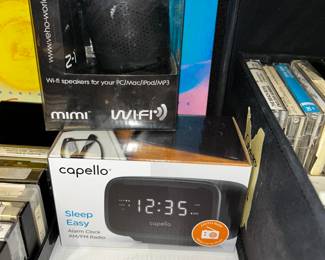 www.veho-world
Wi-fi speakers for your PC/Mac/iPod/MP3
mimi WIFI
capello
Sleep
Easy
Alarm Clock
AM/FM Radio
12:35
capello